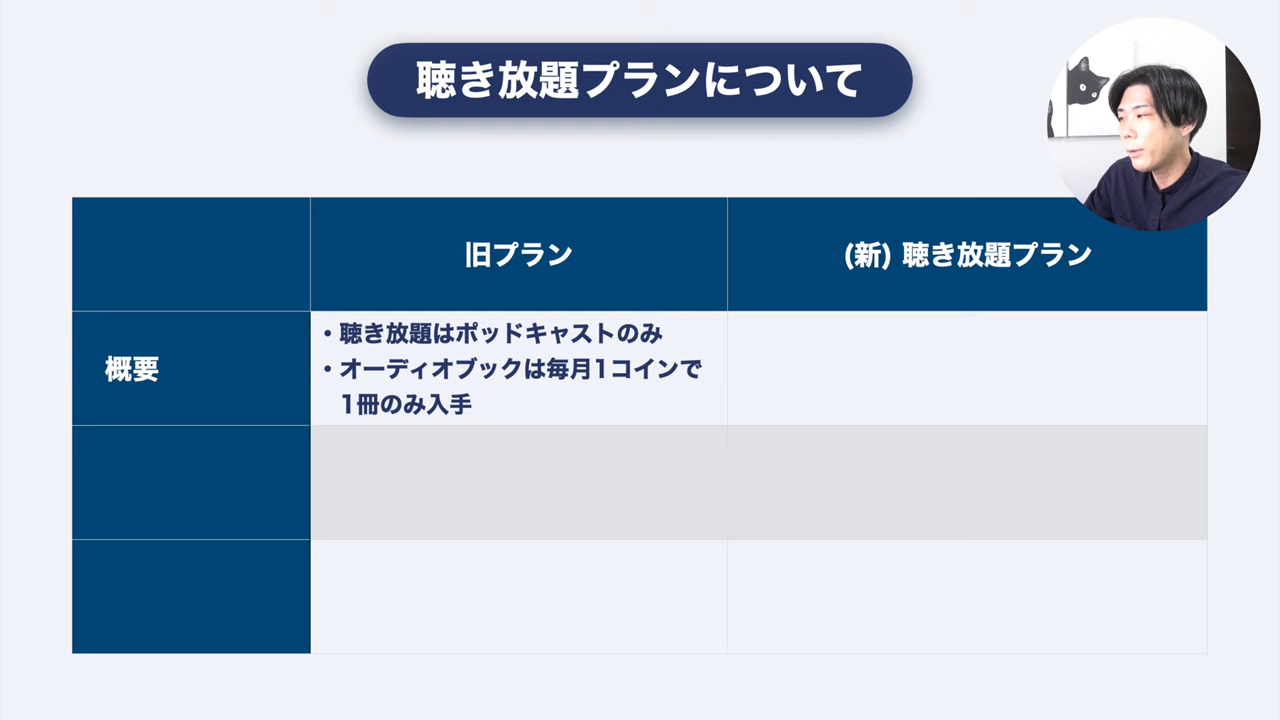 聴き放題プランについて
旧プラン
(新) 聴き放題プラン
概要
・聴き放題はポッドキャストのみ
・オーディオブックは毎月1コインで
1冊のみ入手